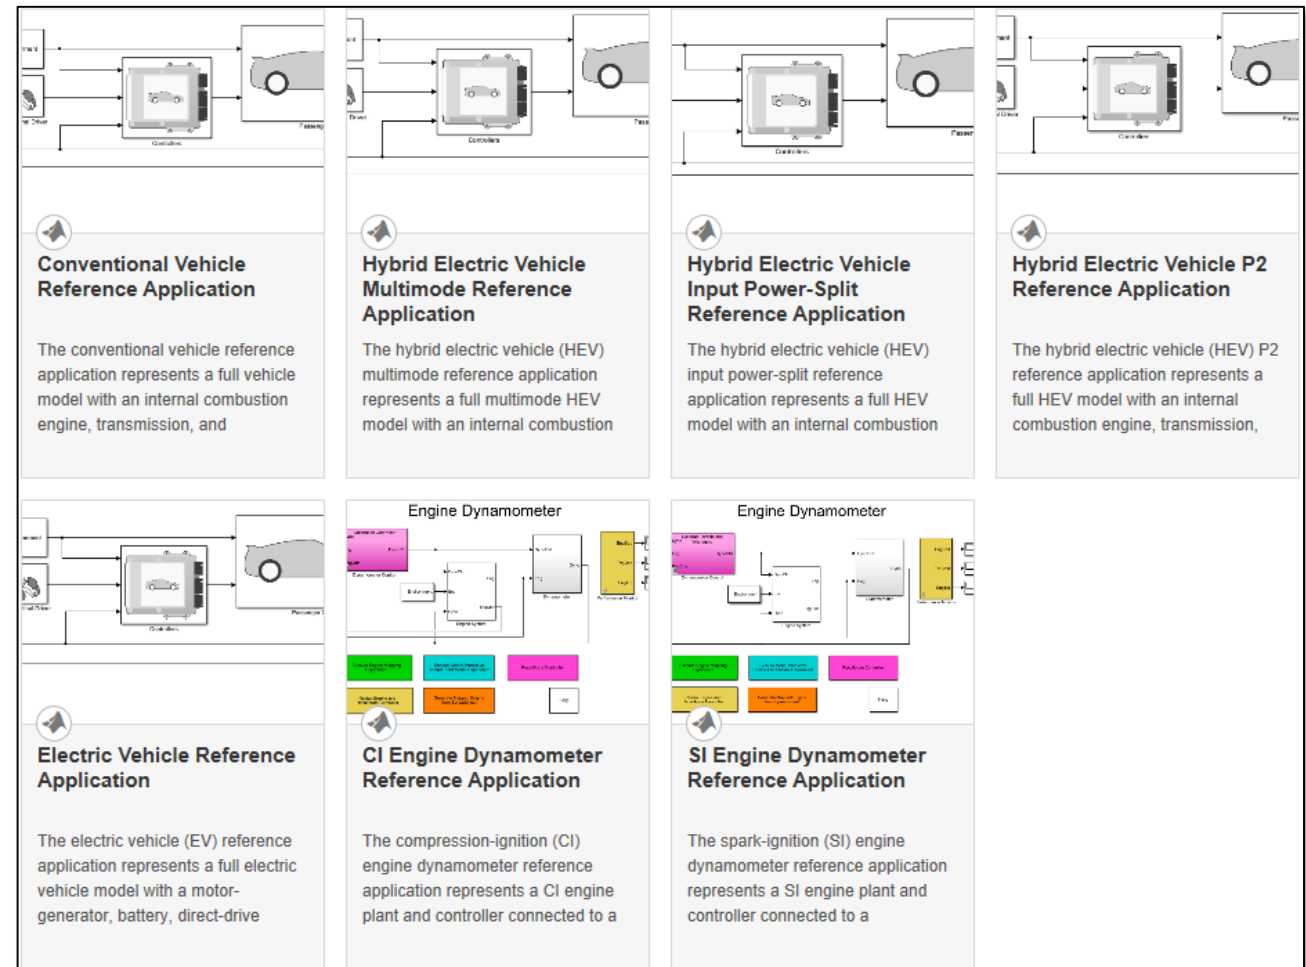 Controllers
Controllers
Controllers
Controllers
Conventional Vehicle
Reference Application
The conventional vehicle reference
application represents a full vehicle
model with an internal combustion
engine, transmission, and
Hybrid Electric Vehicle
Multimode Reference
Application
The hybrid electric vehicle (HEV)
multimode reference application
represents a full multimode HEV
model with an internal combustion
Hybrid Electric Vehicle
Input Power-Split
Reference Application
The hybrid electric vehicle (HEV)
input power-split reference
application represents a full HEV
model with an internal combustion
Hybrid Electric Vehicle P2
Reference Application
The hybrid electric vehicle (HEV) P2
reference application represents a
full HEV model with an internal
combustion engine, transmission,
Controllers
Electric Vehicle Reference
Application
The electric vehicle (EV) reference
application represents a full electric
vehicle model with a motor-
generator, battery, direct-drive
Engine Dynamometer
CI Engine Dynamometer
Reference Application
The compression-ignition (CI)
engine dynamometer reference
application represents a CI engine
plant and controller connected to a
Engine Dynamometer
SI Engine Dynamometer
Reference Application
The spark-ignition (SI) engine
dynamometer reference application
represents a SI engine plant and
controller connected to a